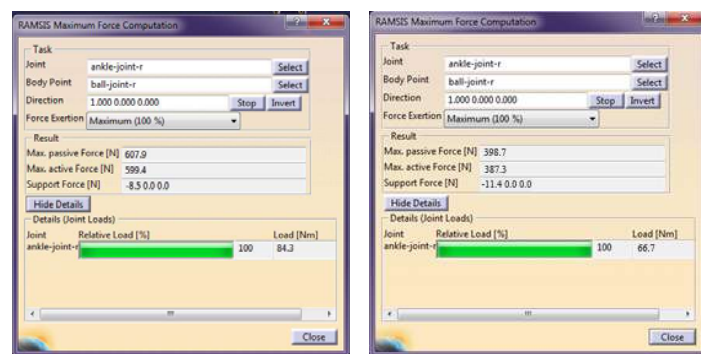 RAMSIS Maximum Force Computation
Task
Joint ankle-joint-r Select
Body Point ball-joint-r Select
Direction 1.000 0.000 0.000 Stop Invert
Force Exertion Maximum (100 %)
Result
Max. passive Force [N] 607.9
Max. active Force [N] 599.4
Support Force [N] -8.5 0.0 0.0
Hide Details
Details (Joint Loads)
Joint Relative Load [%] Load [Nm]
ankle-joint-r 100 84.3
Close
RAMSIS Maximum Force Computation
Task
Joint ankle-joint-r Select
Body Point ball-joint-r Select
Direction 1.000 0.000 0.000 Stop Invert
Force Exertion Maximum (100 %)
Result
Max. passive Force [N] 398.7
Max. active Force [N] 387.3
Support Force [N] -11.4 0.0 0.0
Hide Details
Details (Joint Loads)
Joint Relative Load [%] Load [Nm]
ankle-joint-r 100 66.7
Close